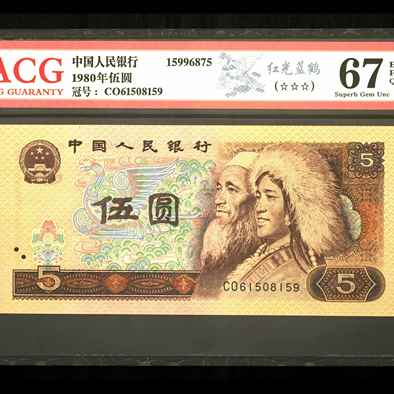 ACG
NG GUARANTY
中国人民银行
1980年伍圆
冠号： CO61508159
15996875
红光蓝鹤
(☆☆☆)
67
Superb Gem Unc
E
P
Q
中国人民银行
5
伍圆
CO61508159
5
5